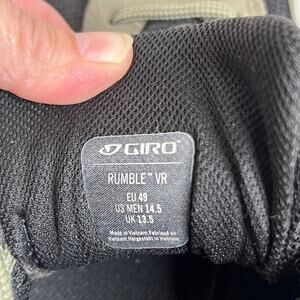 GIRO
RUMBLE™ VR
EU 49
US MEN 14.5
UK 13.5
Made in Vietnam Fabriqué en
Vietnam Hergestellt in Vietnam